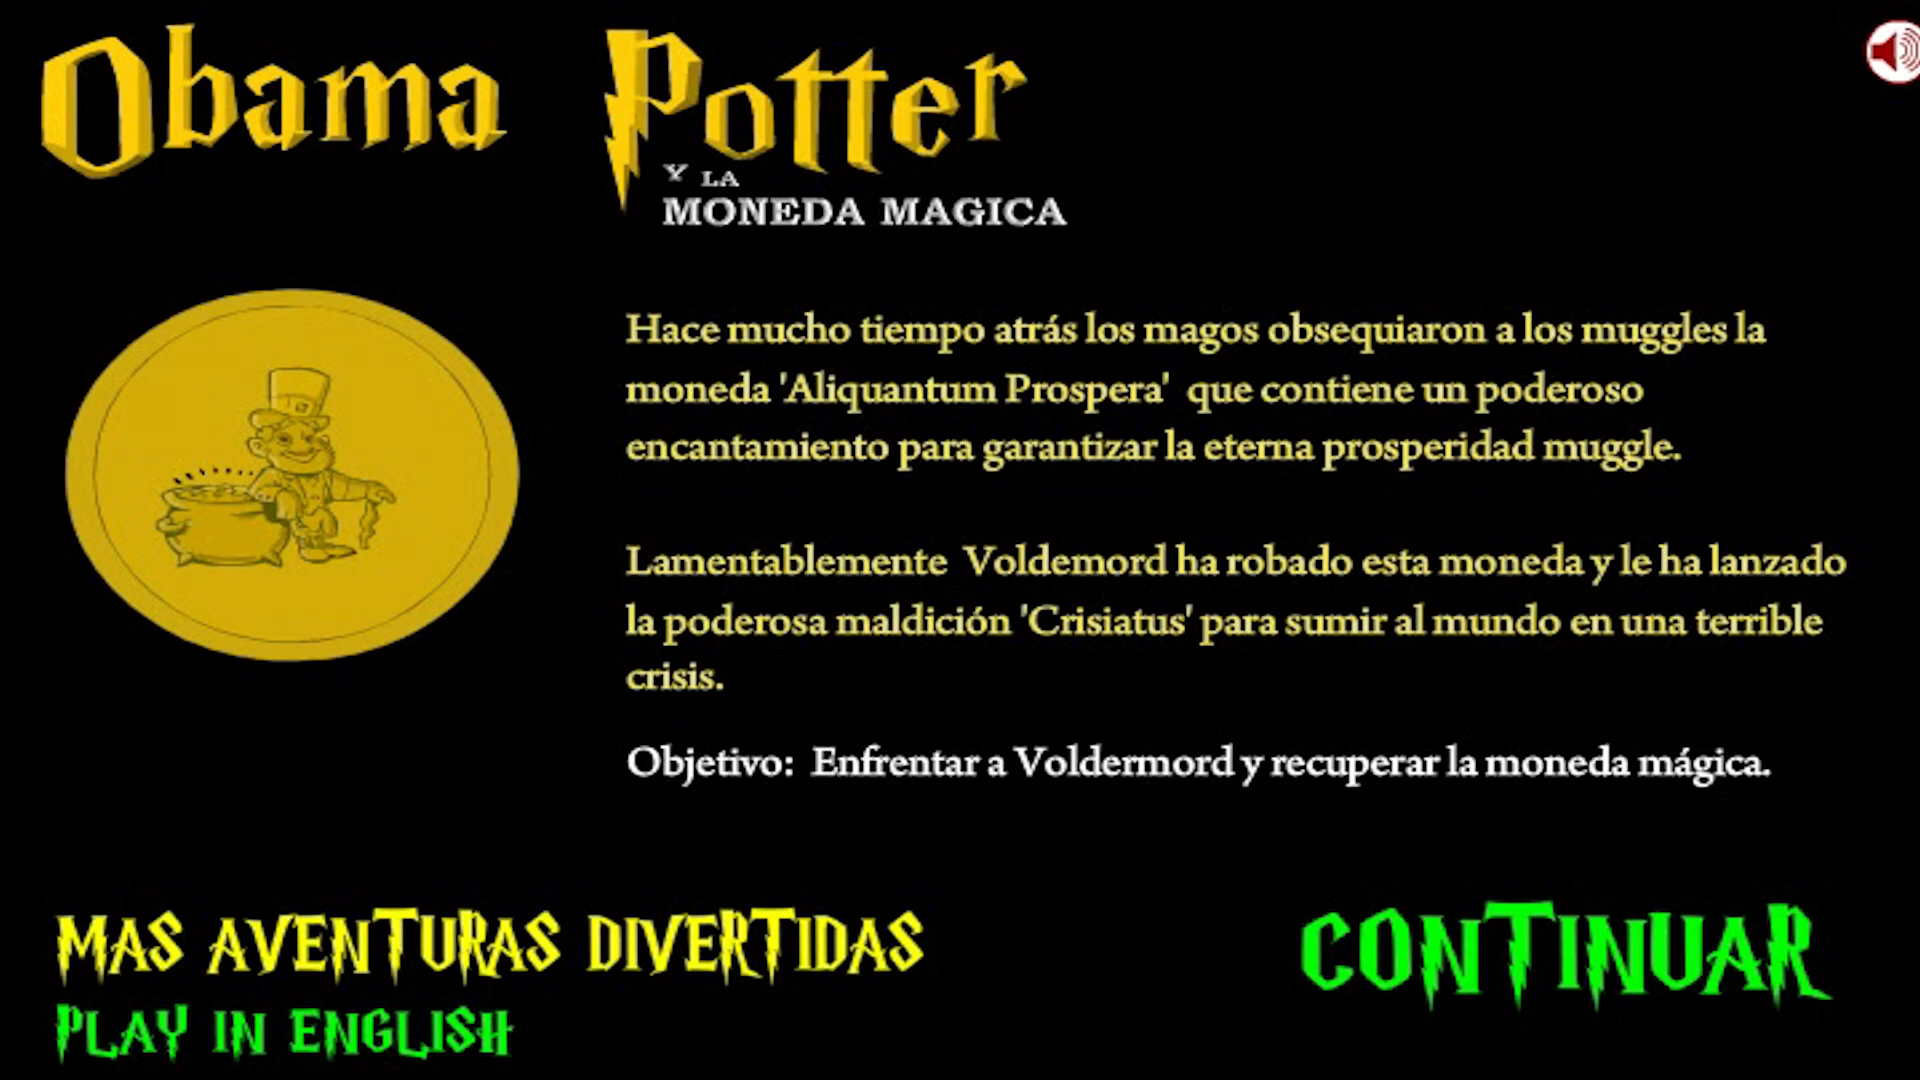 Obama Potter
Y LA
MONEDA MAGICA
Hace mucho tiempo atrás los magos obsequiaron a los muggles la
moneda 'Aliquantum Prospera' que contiene un poderoso
encantamiento para garantizar la eterna prosperidad muggle.
Lamentablemente Voldemord ha robado esta moneda y le ha lanzado
la poderosa maldición 'Crisiatus' para sumir al mundo en una terrible
crisis.
Objetivo: Enfrentar a Voldermord y recuperar la moneda mágica.
MAS AVENTURAS DIVERTIDAS
CONTINUAR
PLAY IN ENGLISH